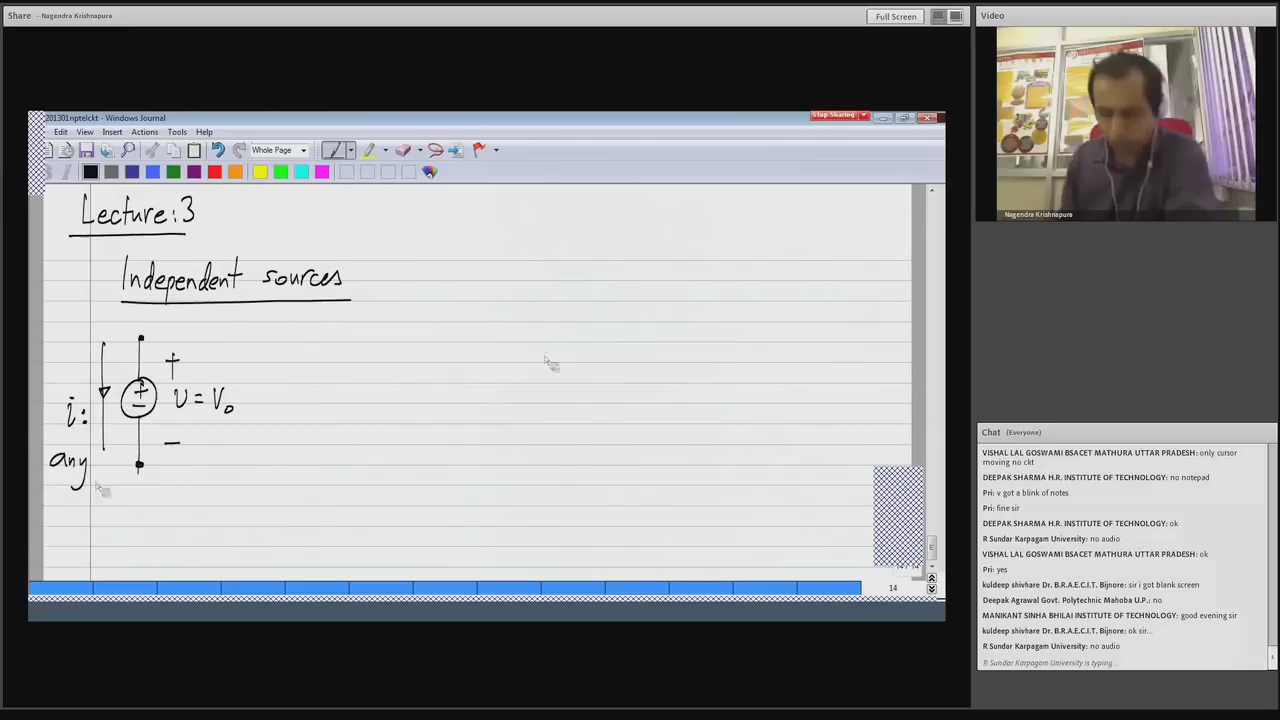 Share - Nagendra Krishnapura
Full Screen
Video
201301nptelckt - Windows Journal
Stop Sharing
Edit View Insert Actions Tools Help
Whole Page
Lecture: 3
Independent sources
+
+
−
i:
v = V₀
−
any
14
Nagendra Krishnapura
Chat (Everyone)
VISHAL LAL GOSWAMI BSACET MATHURA UTTAR PRADESH: only cursor
moving no ckt
DEEPAK SHARMA H.R. INSTITUTE OF TECHNOLOGY: no notepad
Pri: v got a blink of notes
Pri: fine sir
DEEPAK SHARMA H.R. INSTITUTE OF TECHNOLOGY: ok
R Sundar Karpagam University: no audio
VISHAL LAL GOSWAMI BSACET MATHURA UTTAR PRADESH: ok
Pri: yes
kuldeep shivhare Dr. B.R.A.E.C.I.T. Bijnore: sir i got blank screen
Deepak Agrawal Govt. Polytechnic Mahoba U.P.: no
MANIKANT SINHA BHILAI INSTITUTE OF TECHNOLOGY: good evening sir
kuldeep shivhare Dr. B.R.A.E.C.I.T. Bijnore: ok sir...
R Sundar Karpagam University: no audio
R Sundar Karpagam University is typing..